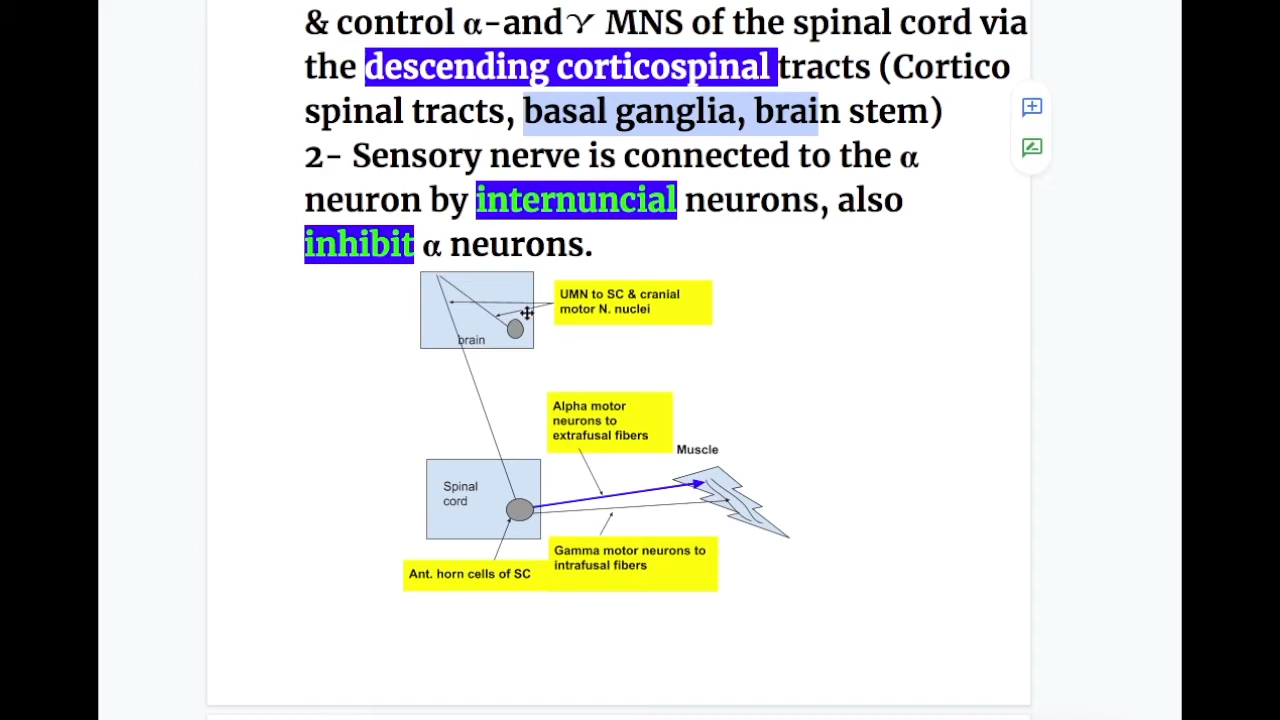 & control α-and γ MNS of the spinal cord via
the descending corticospinal tracts (Cortico
spinal tracts, basal ganglia, brain stem)
2- Sensory nerve is connected to the α
neuron by internuncial neurons, also
inhibit α neurons.
UMN to SC & cranial
motor N. nuclei
brain
Alpha motor
neurons to
extrafusal fibers
Muscle
Spinal
cord
Gamma motor neurons to
intrafusal fibers
Ant. horn cells of SC